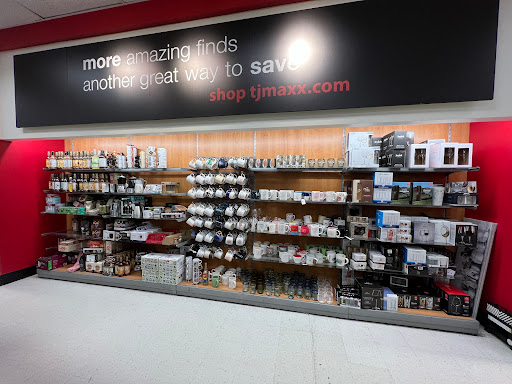 more amazing finds
another great way to save
shop tjmaxx.com